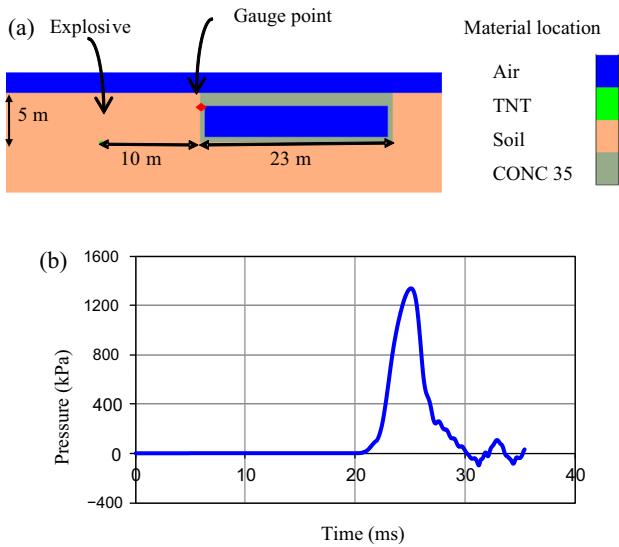 (a)
Explosive
Gauge point
Material location
Air
TNT
Soil
CONC 35
5 m
10 m
23 m
(b)
1600
1200
800
400
0
−400
0
10
20
30
40
Pressure (kPa)
Time (ms)